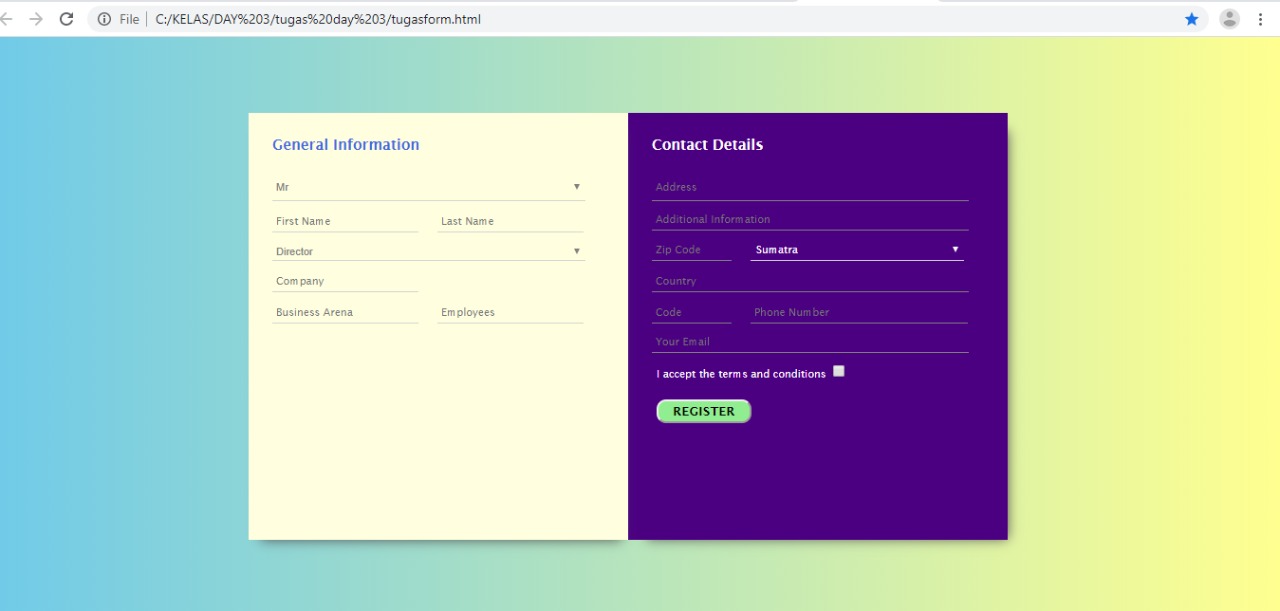 File C:/KELAS/DAY%203/tugas%20day%203/tugasform.html
General Information
Mr
First Name Last Name
Director
Company
Business Arena Employees
Contact Details
Address
Additional Information
Zip Code Sumatra
Country
Code Phone Number
Your Email
I accept the terms and conditions
REGISTER